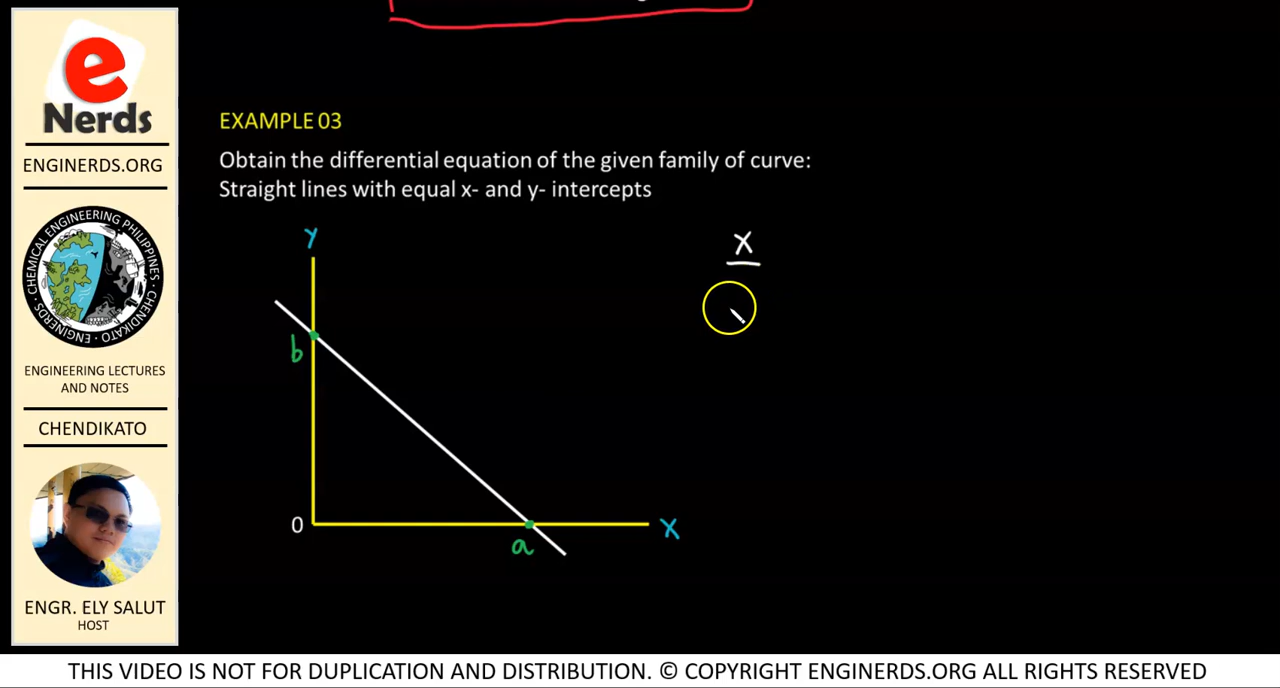 e
Nerds
ENGINERDS.ORG
CHEMICAL ENGINEERING PHILIPPINES
ENGINERDS · CHENDIKATO
ENGINEERING LECTURES
AND NOTES
CHENDIKATO
ENGR. ELY SALUT
HOST
EXAMPLE 03
Obtain the differential equation of the given family of curve:
Straight lines with equal x- and y- intercepts
y
x
b
0
a
x
THIS VIDEO IS NOT FOR DUPLICATION AND DISTRIBUTION. © COPYRIGHT ENGINERDS.ORG ALL RIGHTS RESERVED